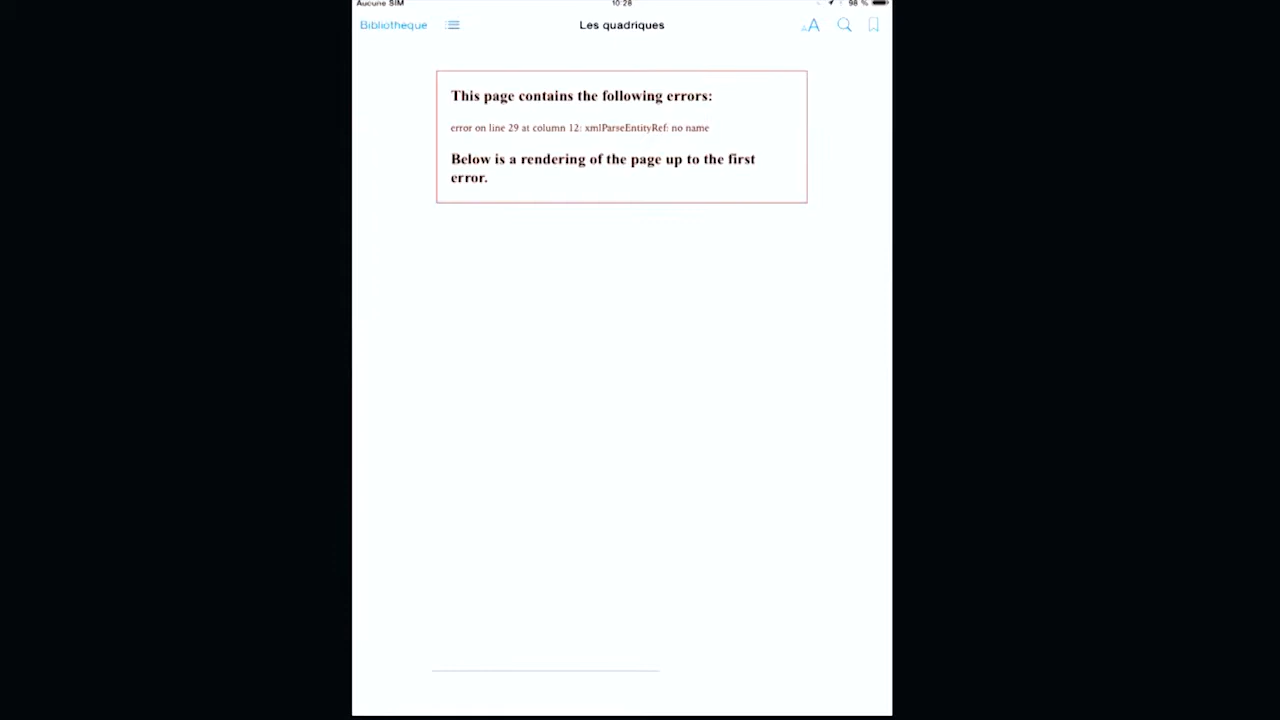 Aucune SIM 10:28 98 %
Bibliotheque Les quadriques AA
This page contains the following errors:
error on line 29 at column 12: xmlParseEntityRef: no name
Below is a rendering of the page up to the first
error.